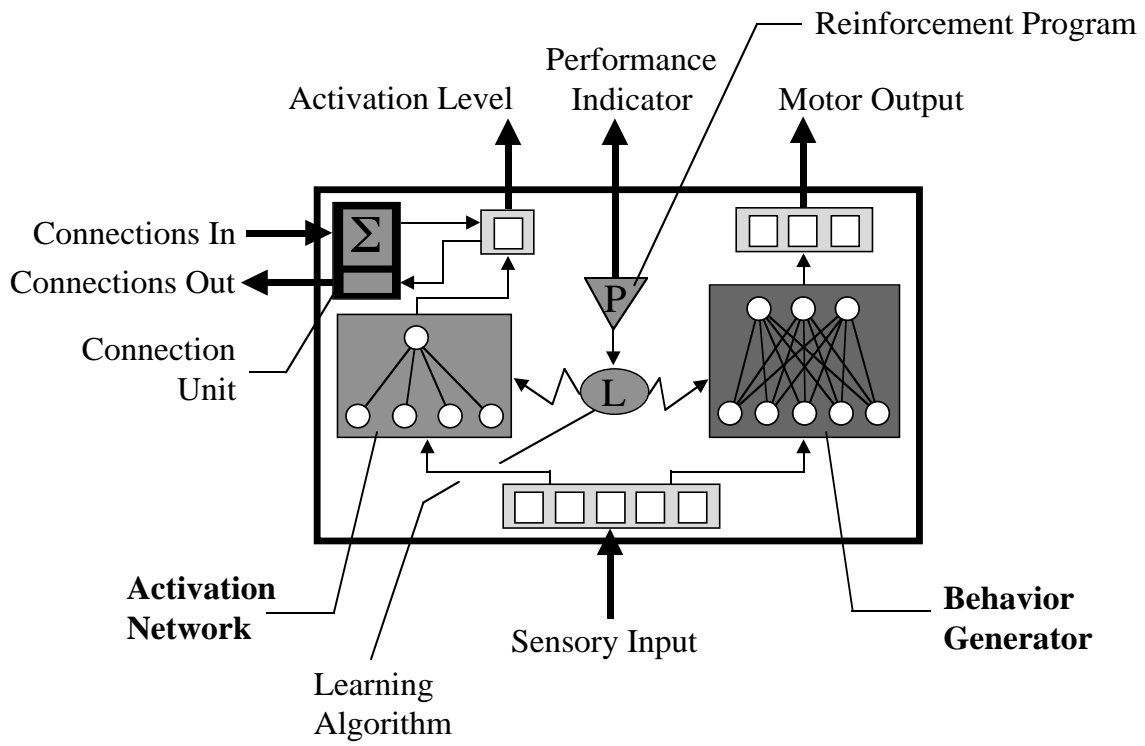 Reinforcement Program
Performance
Indicator
Activation Level
Motor Output
Connections In
Σ
Connections Out
P
Connection
Unit
L
Activation
Network
Behavior
Generator
Sensory Input
Learning
Algorithm